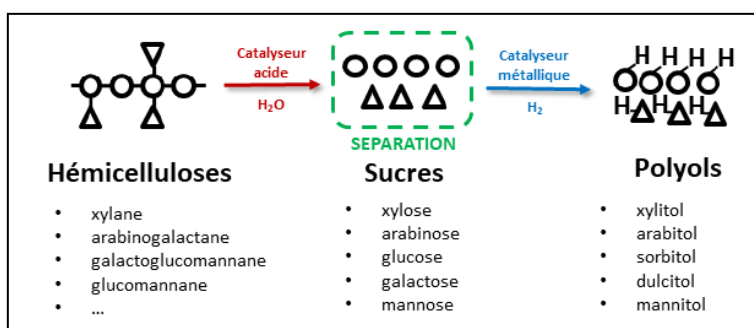 Catalyseur
acide
H₂O
Catalyseur
métallique
H₂
H H H H
H H H
SEPARATION
Hémicelluloses
• xylane
• arabinogalactane
• galactoglucomannane
• glucomannane
• ...
Sucres
• xylose
• arabinose
• glucose
• galactose
• mannose
Polyols
• xylitol
• arabitol
• sorbitol
• dulcitol
• mannitol